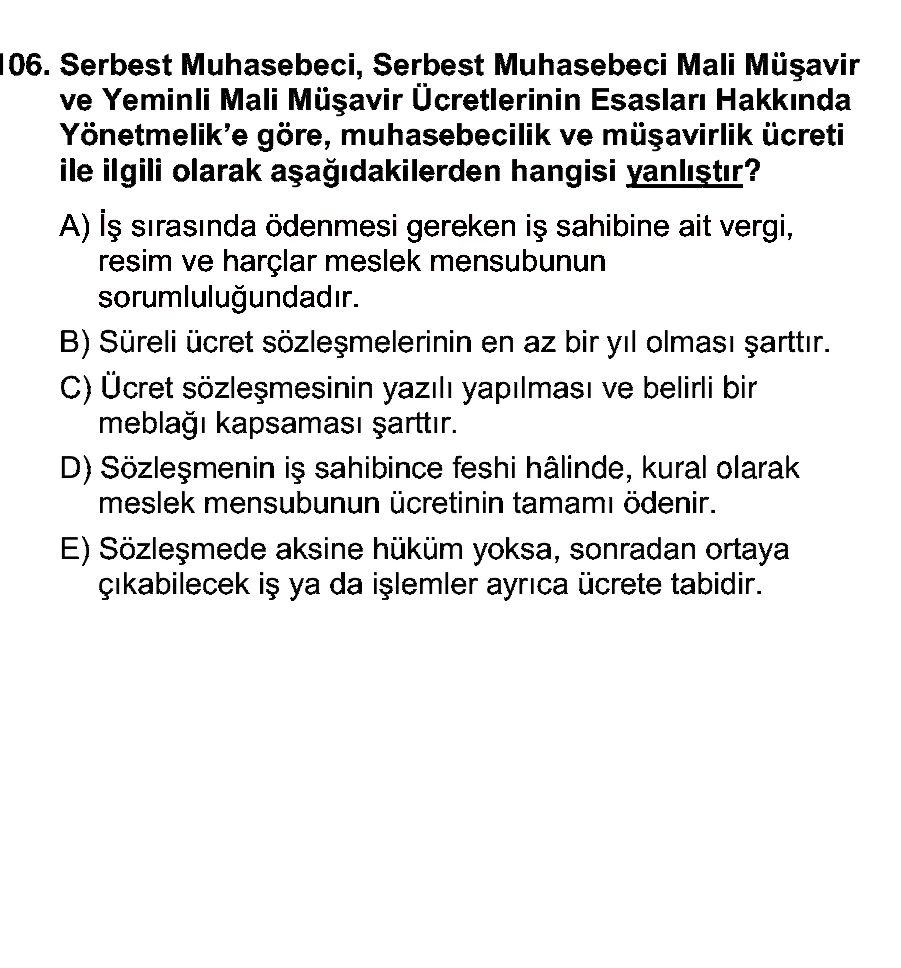 106. Serbest Muhasebeci, Serbest Muhasebeci Mali Müşavir
ve Yeminli Mali Müşavir Ücretlerinin Esasları Hakkında
Yönetmelik’e göre, muhasebecilik ve müşavirlik ücreti
ile ilgili olarak aşağıdakilerden hangisi yanlıştır?
A) İş sırasında ödenmesi gereken iş sahibine ait vergi,
resim ve harçlar meslek mensubunun
sorumluluğundadır.
B) Süreli ücret sözleşmelerinin en az bir yıl olması şarttır.
C) Ücret sözleşmesinin yazılı yapılması ve belirli bir
meblağı kapsaması şarttır.
D) Sözleşmenin iş sahibince feshi hâlinde, kural olarak
meslek mensubunun ücretinin tamamı ödenir.
E) Sözleşmede aksine hüküm yoksa, sonradan ortaya
çıkabilecek iş ya da işlemler ayrıca ücrete tabidir.